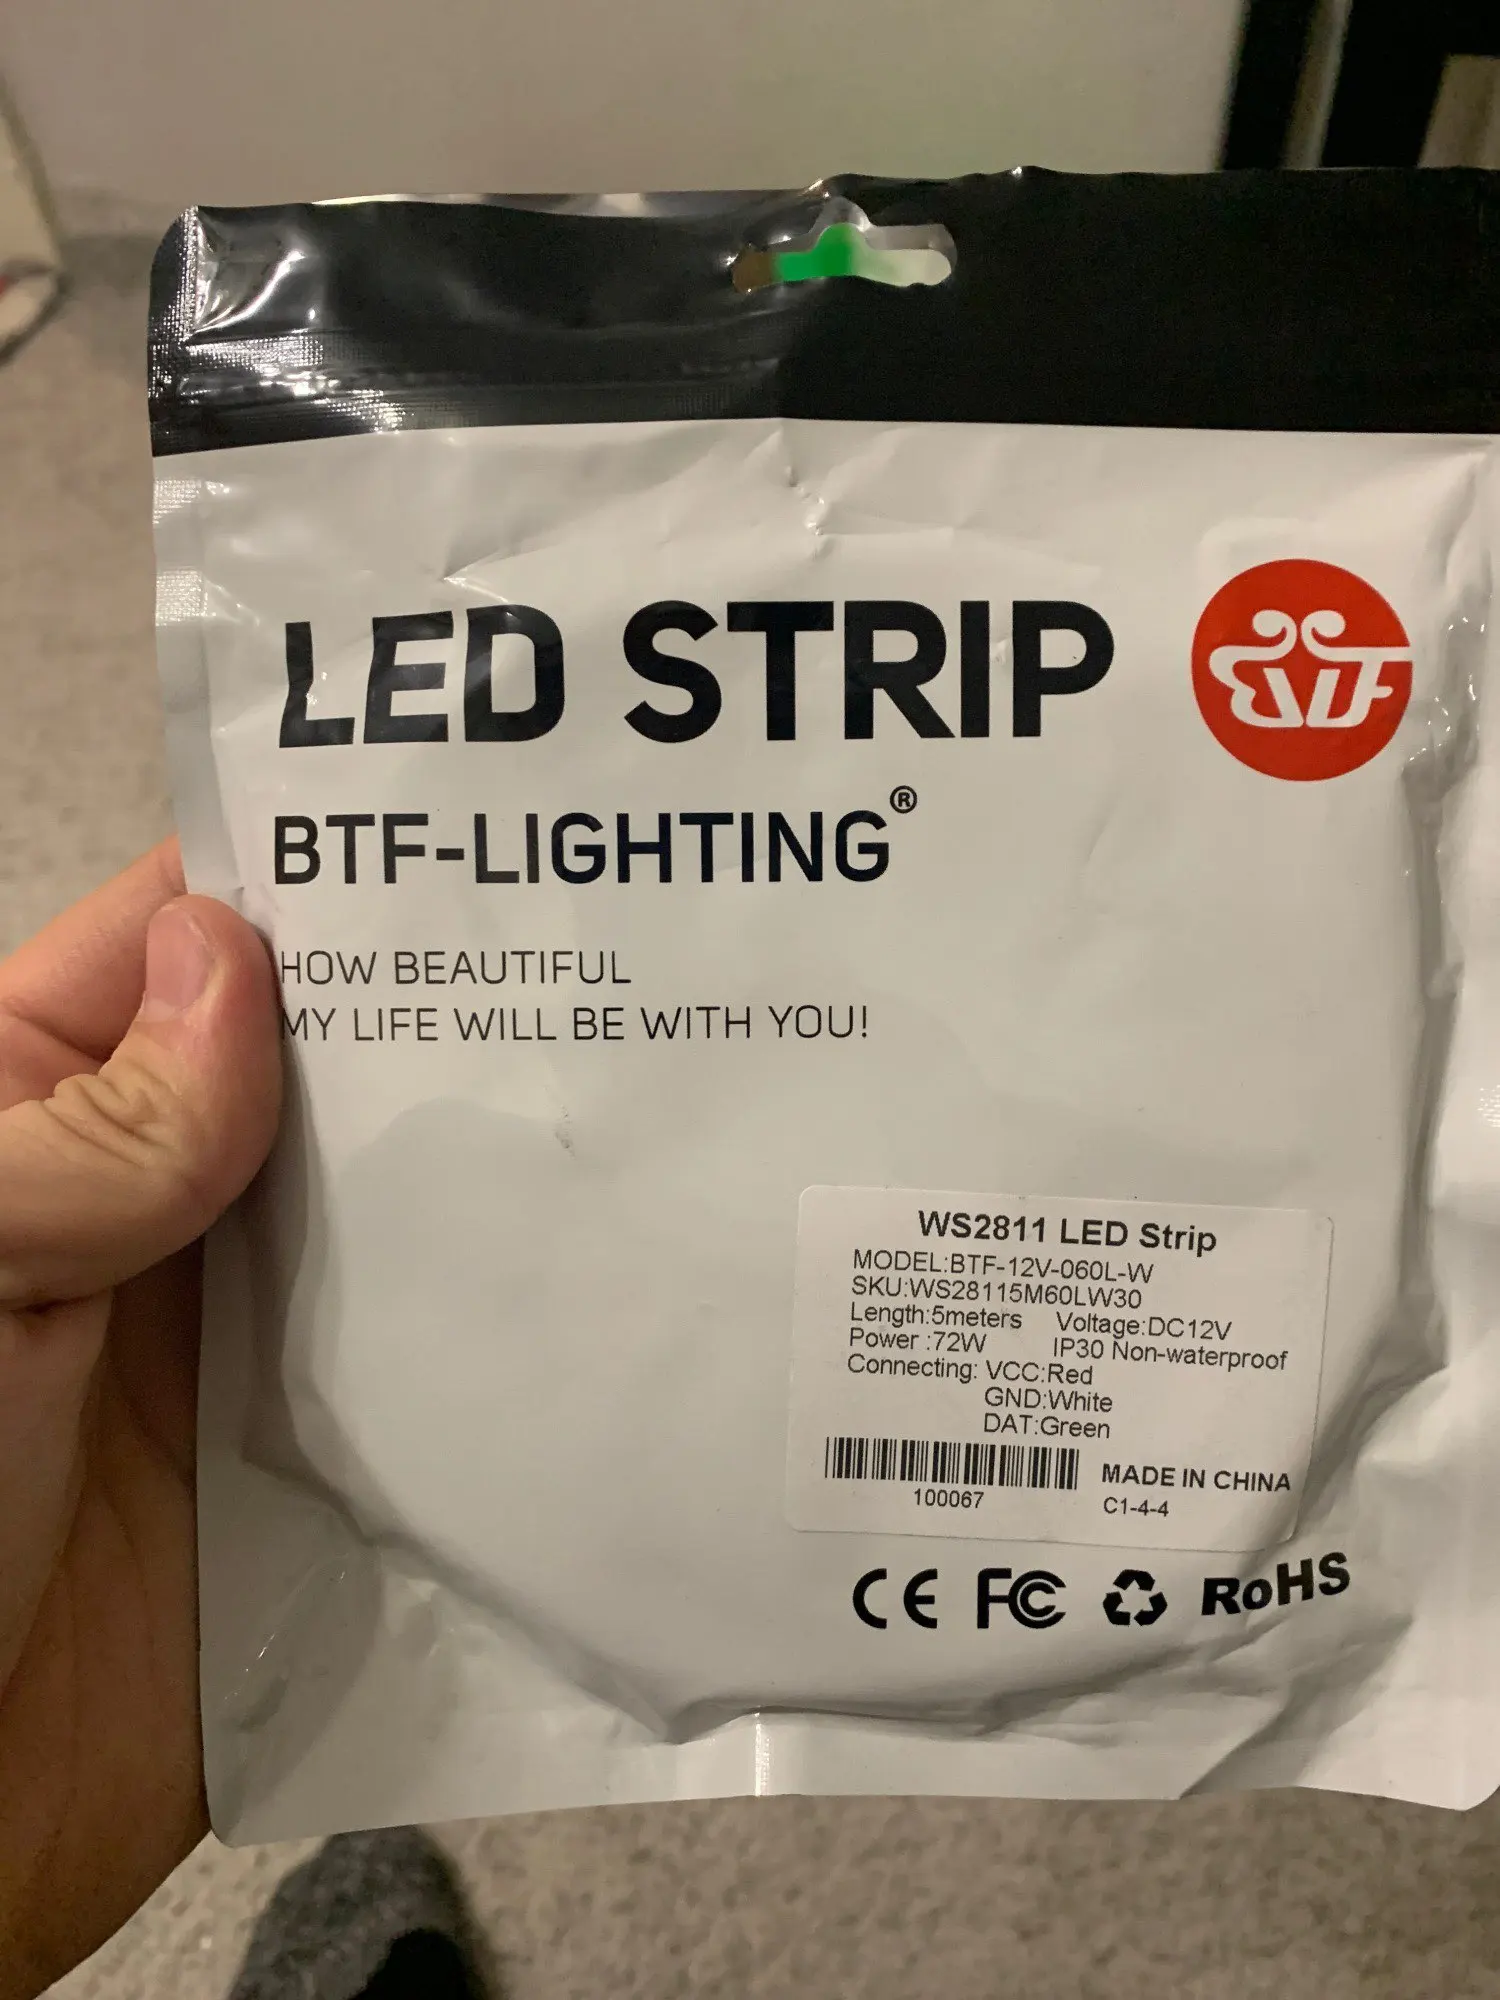 LED STRIP
BTF
BTF-LIGHTING®
HOW BEAUTIFUL
MY LIFE WILL BE WITH YOU!
WS2811 LED Strip
MODEL:BTF-12V-060L-W
SKU:WS28115M60LW30
Length:5meters Voltage:DC12V
Power :72W IP30 Non-waterproof
Connecting: VCC:Red
GND:White
DAT:Green
100067
MADE IN CHINA
C1-4-4
CE FC RoHS